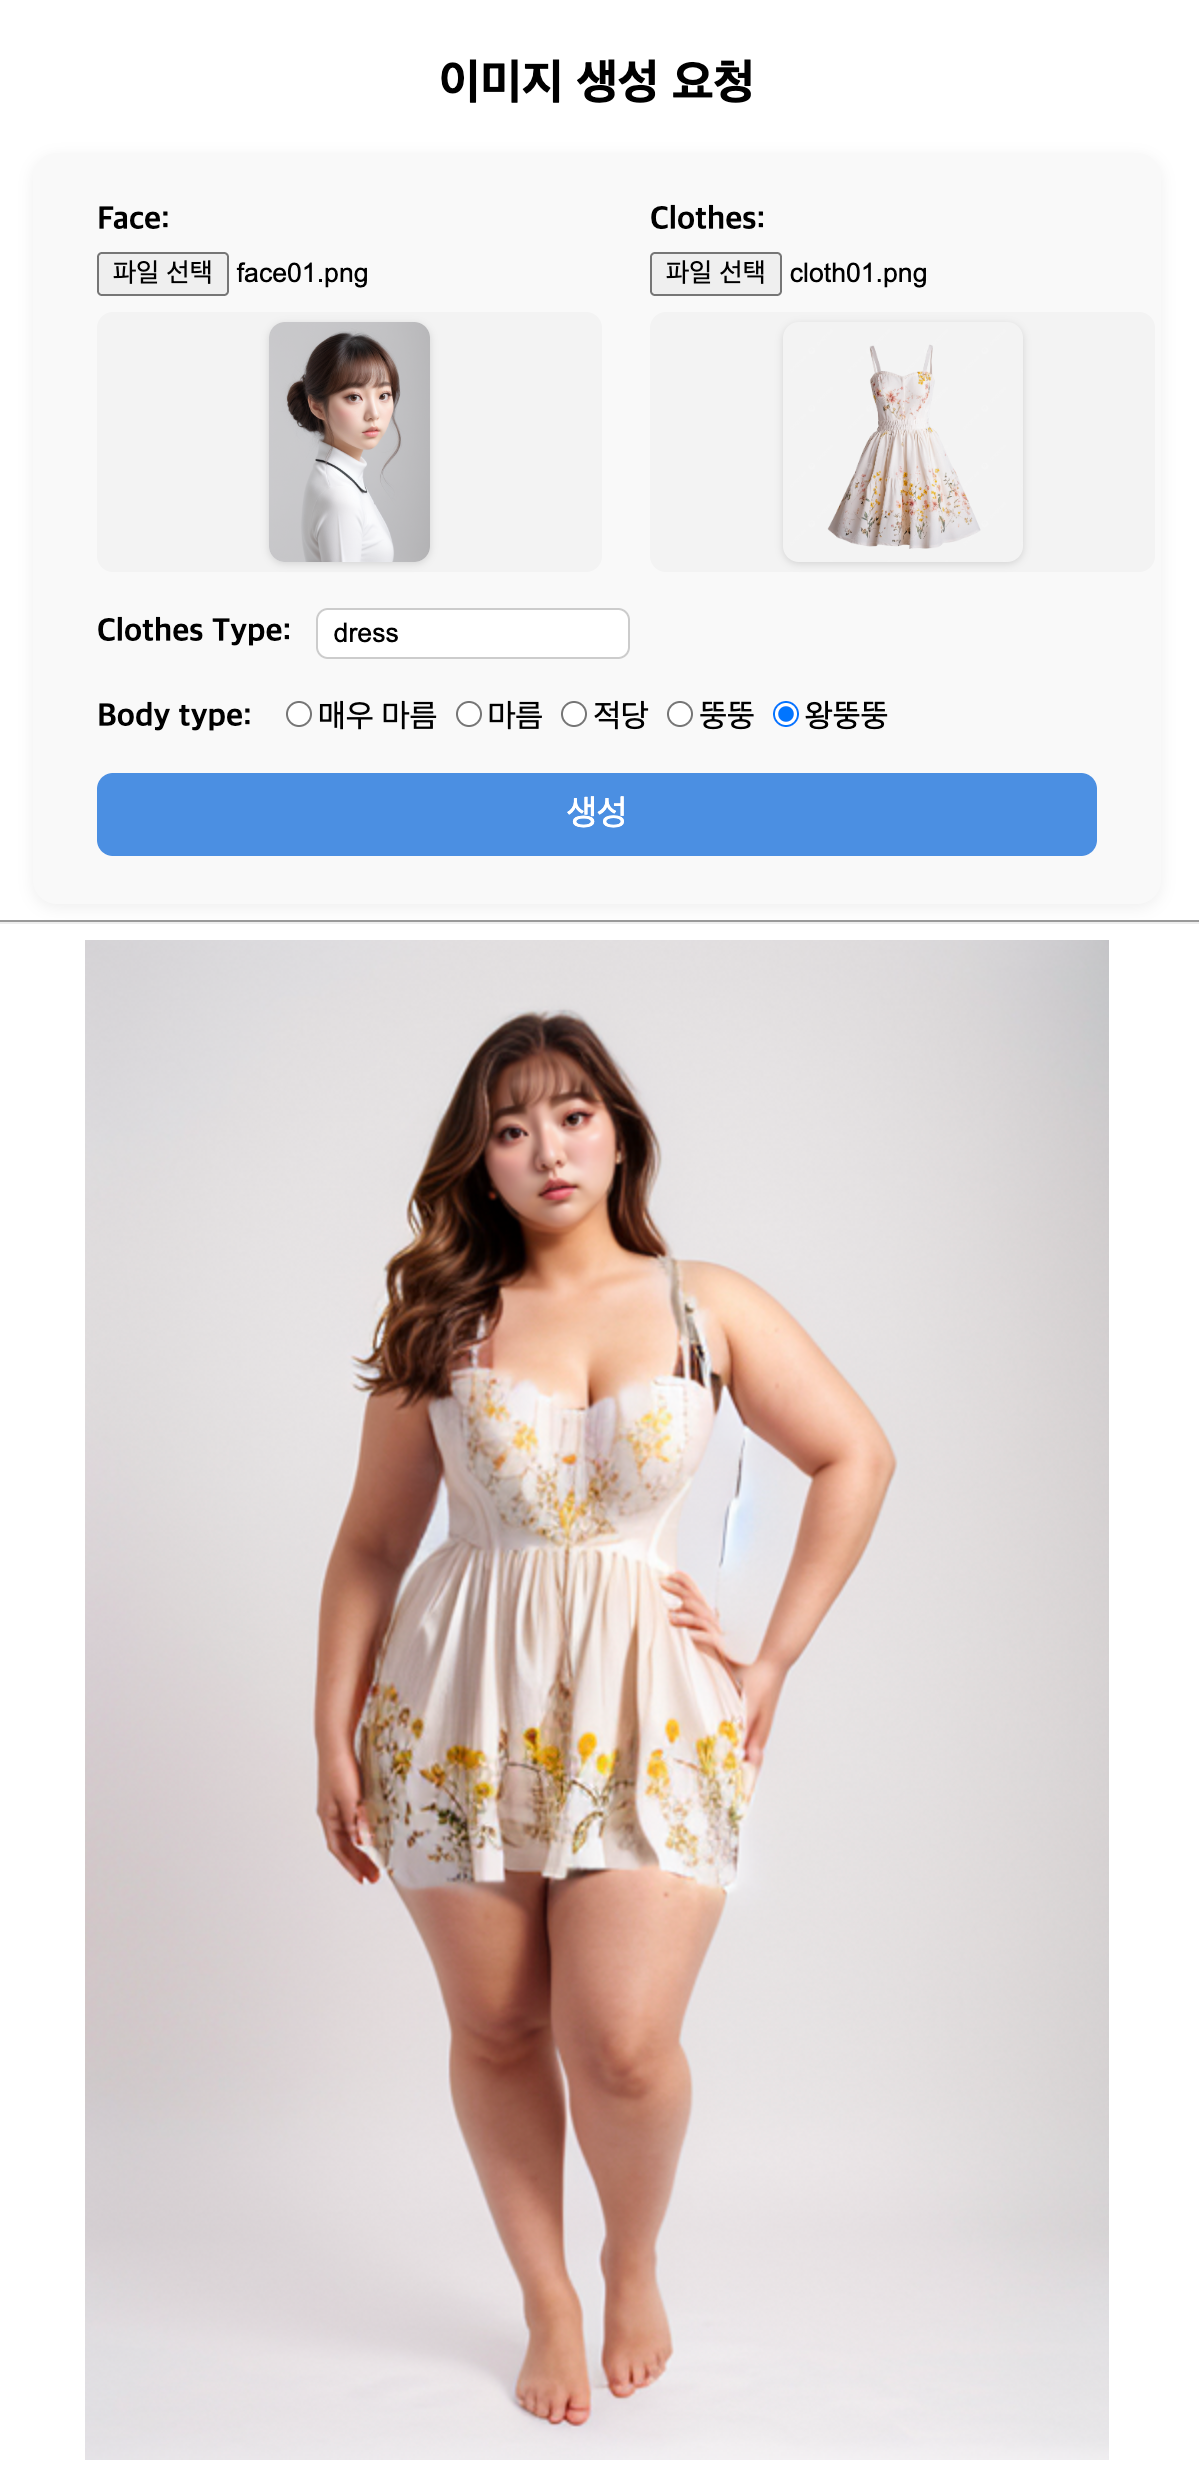 이미지 생성 요청
Face:
파일 선택 face01.png
Clothes:
파일 선택 cloth01.png
Clothes Type: dress
Body type: 매우 마름 마름 적당 뚱뚱 왕뚱뚱
생성